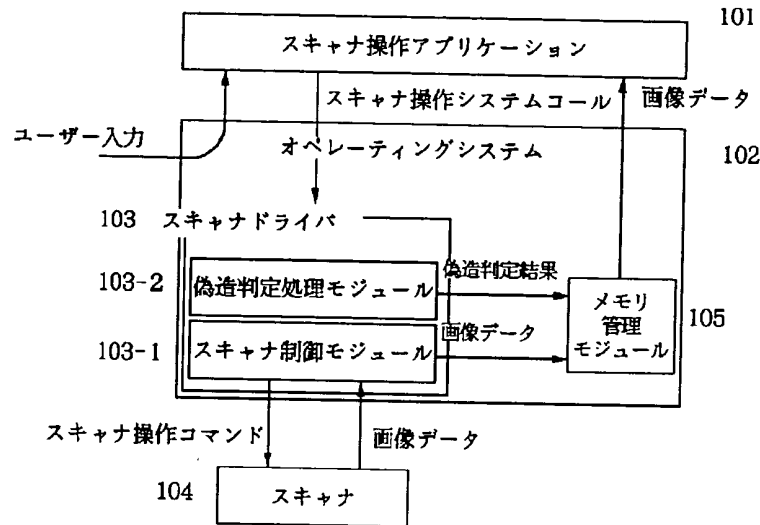 101
スキャナ操作アプリケーション
スキャナ操作システムコール
画像データ
ユーザー入力
オペレーティングシステム
102
103 スキャナドライバ
103-2
偽造判定処理モジュール
偽造判定結果
メモリ
管理
モジュール
105
103-1
スキャナ制御モジュール
画像データ
スキャナ操作コマンド
画像データ
104
スキャナ